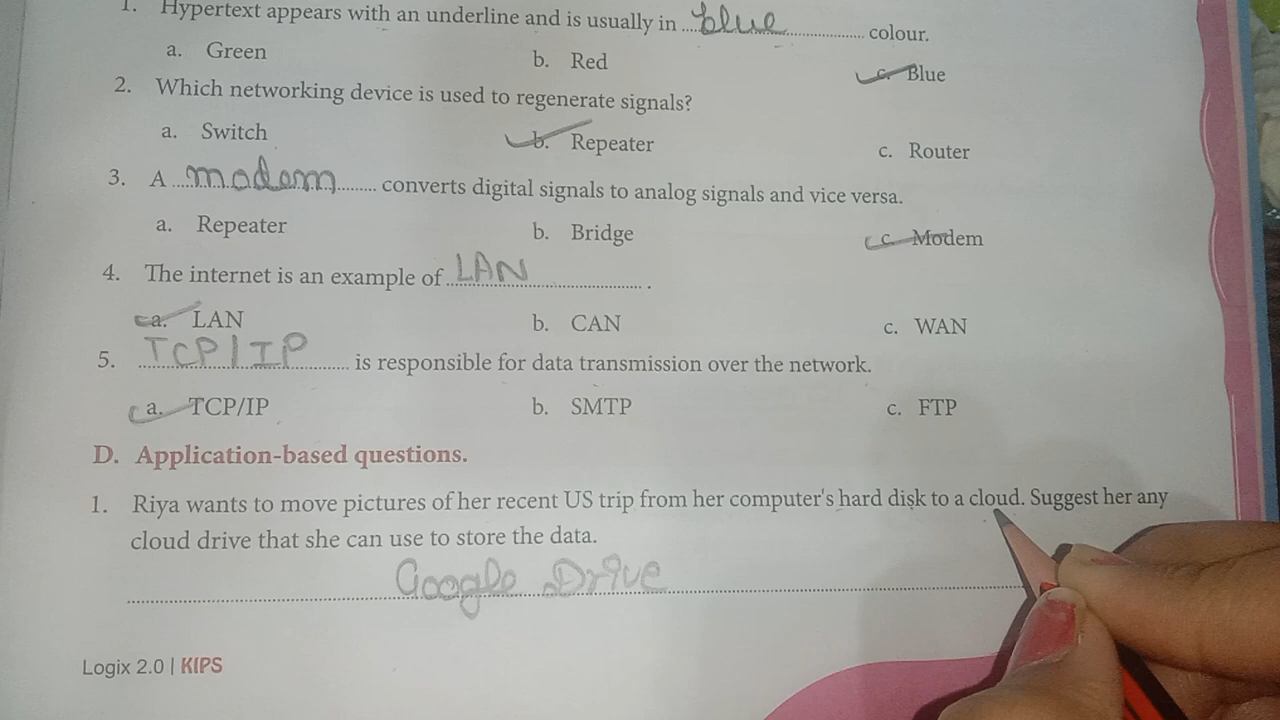 1. Hypertext appears with an underline and is usually in ....blue.................... colour.
a. Green b. Red c. Blue
2. Which networking device is used to regenerate signals?
a. Switch b. Repeater c. Router
3. A ....modem.......... converts digital signals to analog signals and vice versa.
a. Repeater b. Bridge c. Modem
4. The internet is an example of ..LAN...................... .
a. LAN b. CAN c. WAN
5. ..TCP/IP............ is responsible for data transmission over the network.
a. TCP/IP b. SMTP c. FTP
D. Application-based questions.
1. Riya wants to move pictures of her recent US trip from her computer's hard disk to a cloud. Suggest her any
cloud drive that she can use to store the data.
Google Drive
Logix 2.0 | KIPS